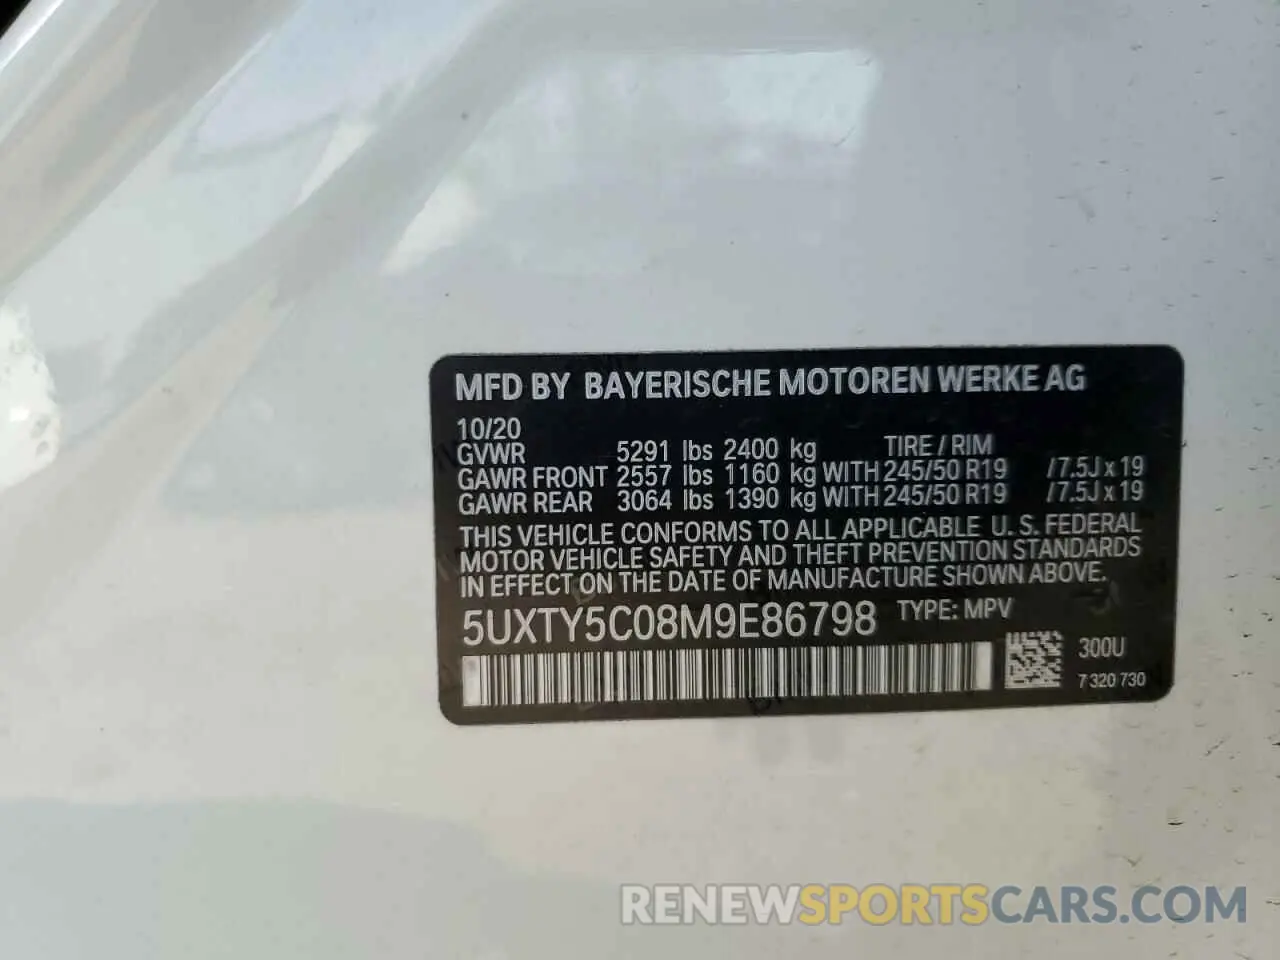 MFD BY BAYERISCHE MOTOREN WERKE AG
10/20
GVWR 5291 lbs 2400 kg TIRE / RIM
GAWR FRONT 2557 lbs 1160 kg WITH 245/50 R19 / 7.5J x 19
GAWR REAR 3064 lbs 1390 kg WITH 245/50 R19 / 7.5J x 19
THIS VEHICLE CONFORMS TO ALL APPLICABLE U. S. FEDERAL
MOTOR VEHICLE SAFETY AND THEFT PREVENTION STANDARDS
IN EFFECT ON THE DATE OF MANUFACTURE SHOWN ABOVE.
5UXTY5C08M9E86798 TYPE: MPV
300U
7 320 730
RENEWSPORTSCARS.COM